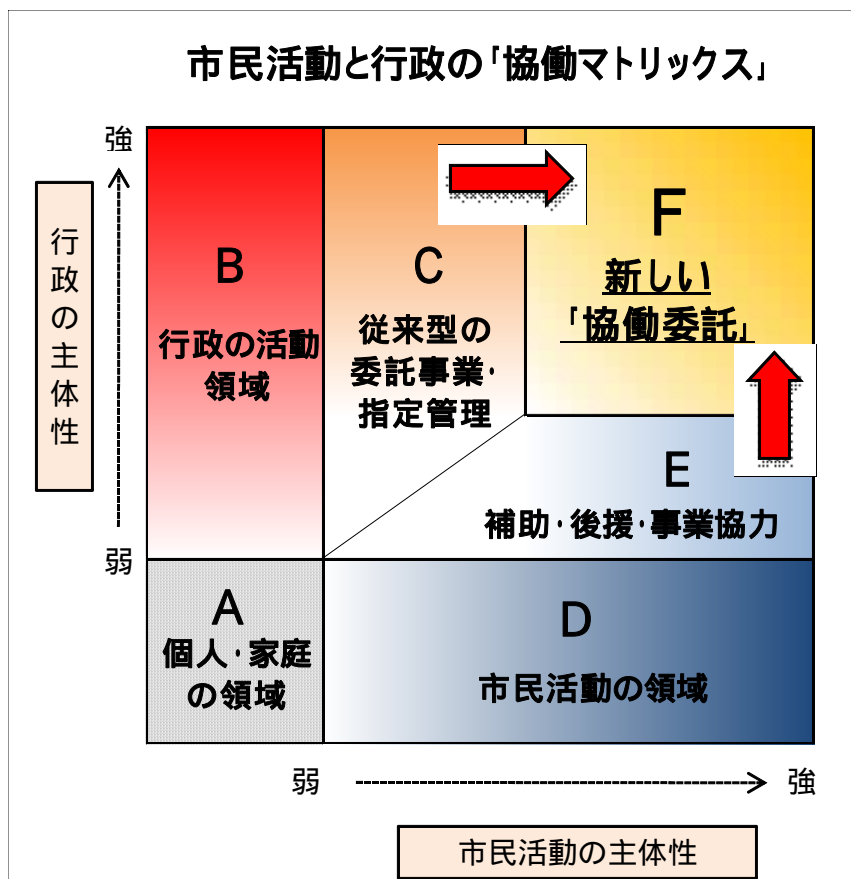 市民活動と行政の「協働マトリックス」
強
行政の主体性
弱
B
行政の活動
領域
C
従来型の
委託事業・
指定管理
F
新しい
「協働委託」
E
補助・後援・事業協力
A
個人・家庭
の領域
D
市民活動の領域
弱
強
市民活動の主体性